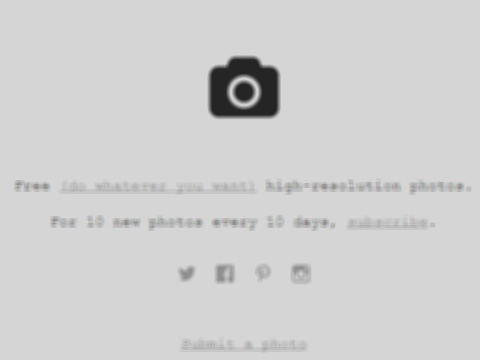 Free (do whatever you want) high-resolution photos.
For 10 new photos every 10 days, subscribe.
Submit a photo